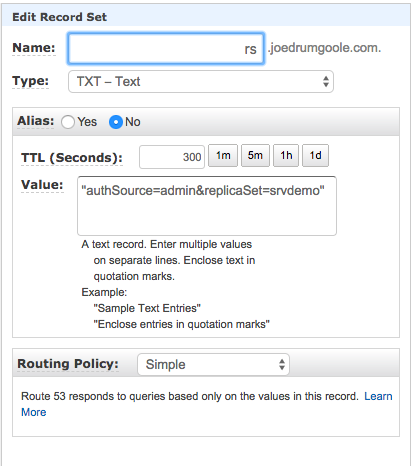 Edit Record Set
Name: rs .joedrumgoole.com.
Type: TXT – Text
Alias: Yes No
TTL (Seconds): 300 1m 5m 1h 1d
Value: "authSource=admin&replicaSet=srvdemo"
A text record. Enter multiple values
on separate lines. Enclose text in
quotation marks.
Example:
"Sample Text Entries"
"Enclose entries in quotation marks"
Routing Policy: Simple
Route 53 responds to queries based only on the values in this record. Learn
More